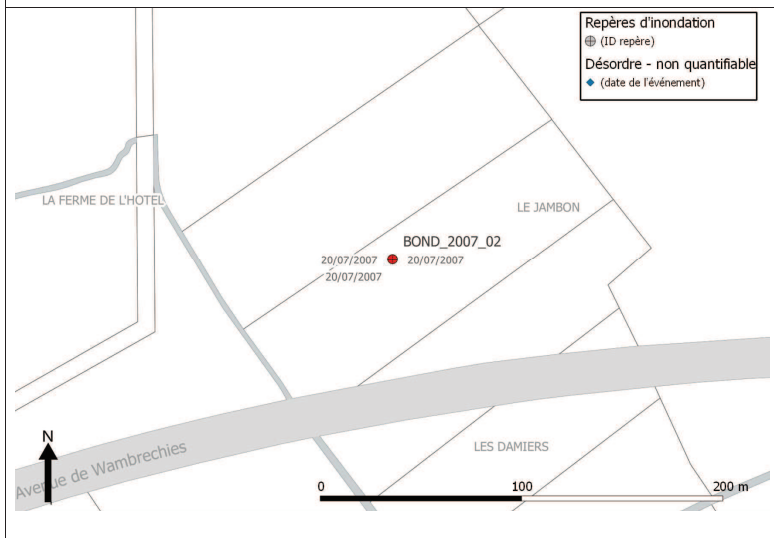 Repères d'inondation
(ID repère)
Désordre - non quantifiable
(date de l'événement)
LA FERME DE L'HOTEL
LE JAMBON
BOND_2007_02
20/07/2007 20/07/2007
20/07/2007
Avenue de Wambrechies
LES DAMIERS
N
0 100 200 m